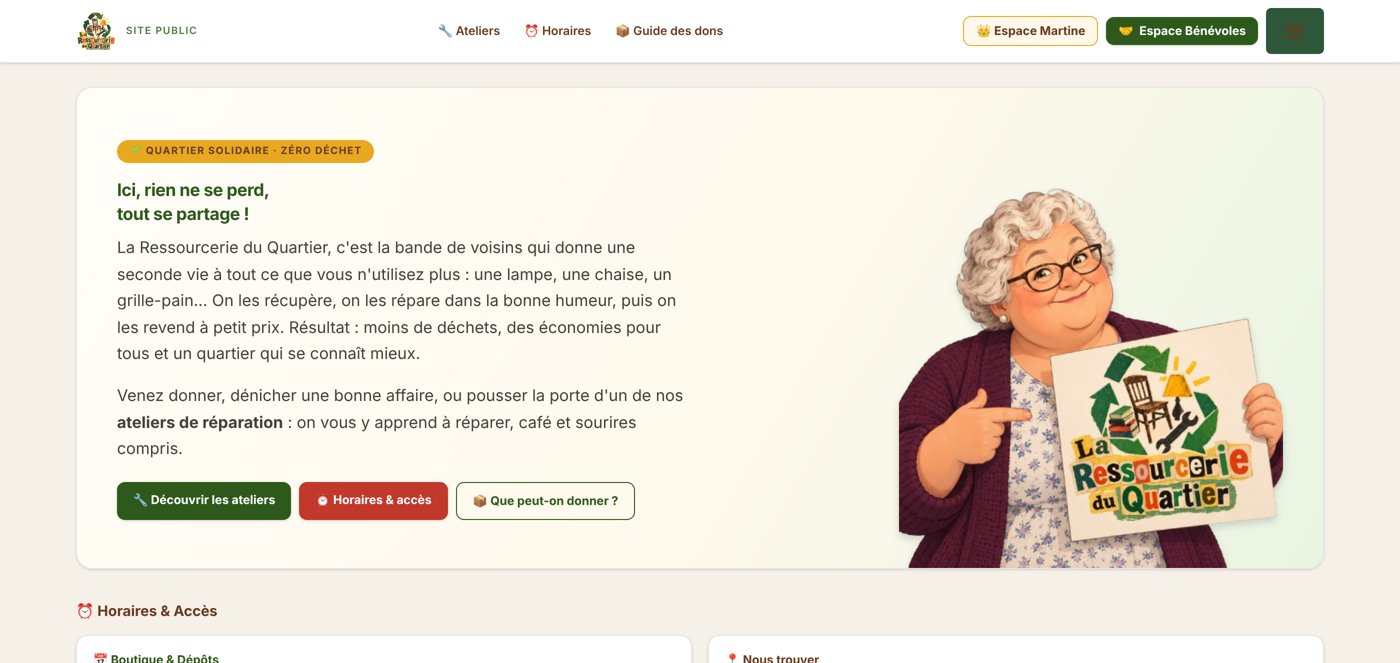 La Ressourcerie du Quartier
SITE PUBLIC
Ateliers
Horaires
Guide des dons
Espace Martine
Espace Bénévoles
QUARTIER SOLIDAIRE · ZÉRO DÉCHET
Ici, rien ne se perd,
tout se partage !
La Ressourcerie du Quartier, c'est la bande de voisins qui donne une
seconde vie à tout ce que vous n'utilisez plus : une lampe, une chaise, un
grille-pain... On les récupère, on les répare dans la bonne humeur, puis on
les revend à petit prix. Résultat : moins de déchets, des économies pour
tous et un quartier qui se connaît mieux.
Venez donner, dénicher une bonne affaire, ou pousser la porte d'un de nos
ateliers de réparation : on vous y apprend à réparer, café et sourires
compris.
Découvrir les ateliers
Horaires & accès
Que peut-on donner ?
La
Ressourcerie
du Quartier
Horaires & Accès
Boutique & Dépôts
Nous trouver